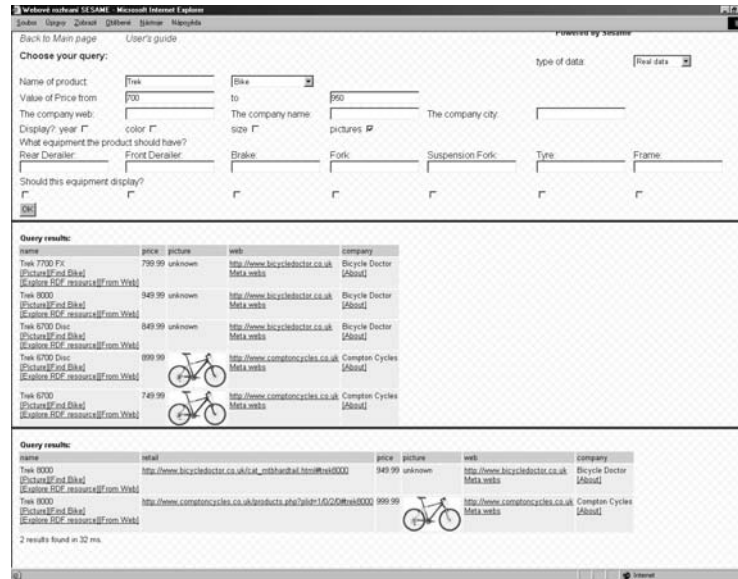 Webové rozhraní SESAME - Microsoft Internet Explorer
Soubor Úpravy Zobrazit Oblíbené Nástroje Nápověda
Back to Main page User's guide Powered by Sesame
Choose your query:
type of data: Real data
Name of product: Trek Bike
Value of Price from 700 to 950
The company web: The company name: The company city:
Display?: year color size pictures
What equipment the product should have?
Rear Derailer: Front Derailer: Brake: Fork: Suspension Fork: Tyre: Frame:
Should this equipment display?
OK
Query results:
name price picture web company
Trek 7700 FX 799.99 unknown http://www.bicycledoctor.co.uk Bicycle Doctor
[Picture][Find Bike] Meta webs [About]
[Explore RDF resource][From Web]
Trek 8000 949.99 unknown http://www.bicycledoctor.co.uk Bicycle Doctor
[Picture][Find Bike] Meta webs [About]
[Explore RDF resource][From Web]
Trek 6700 Disc 849.99 unknown http://www.bicycledoctor.co.uk Bicycle Doctor
[Picture][Find Bike] Meta webs [About]
[Explore RDF resource][From Web]
Trek 6700 Disc 899.99 http://www.comptoncycles.co.uk Compton Cycles
[Picture][Find Bike] Meta webs [About]
[Explore RDF resource][From Web]
Trek 6700 749.99 http://www.comptoncycles.co.uk Compton Cycles
[Picture][Find Bike] Meta webs [About]
[Explore RDF resource][From Web]
Query results:
name retail price picture web company
Trek 8000 http://www.bicycledoctor.co.uk/cat_mtbhardtail.html#trek8000 949.99 unknown http://www.bicycledoctor.co.uk Bicycle Doctor
[Picture][Find Bike] Meta webs [About]
[Explore RDF resource][From Web]
Trek 8000 http://www.comptoncycles.co.uk/products.php?plid=1/0/2/0#trek8000 999.99 http://www.comptoncycles.co.uk Compton Cycles
[Picture][Find Bike] Meta webs [About]
[Explore RDF resource][From Web]
2 results found in 32 ms.
Internet